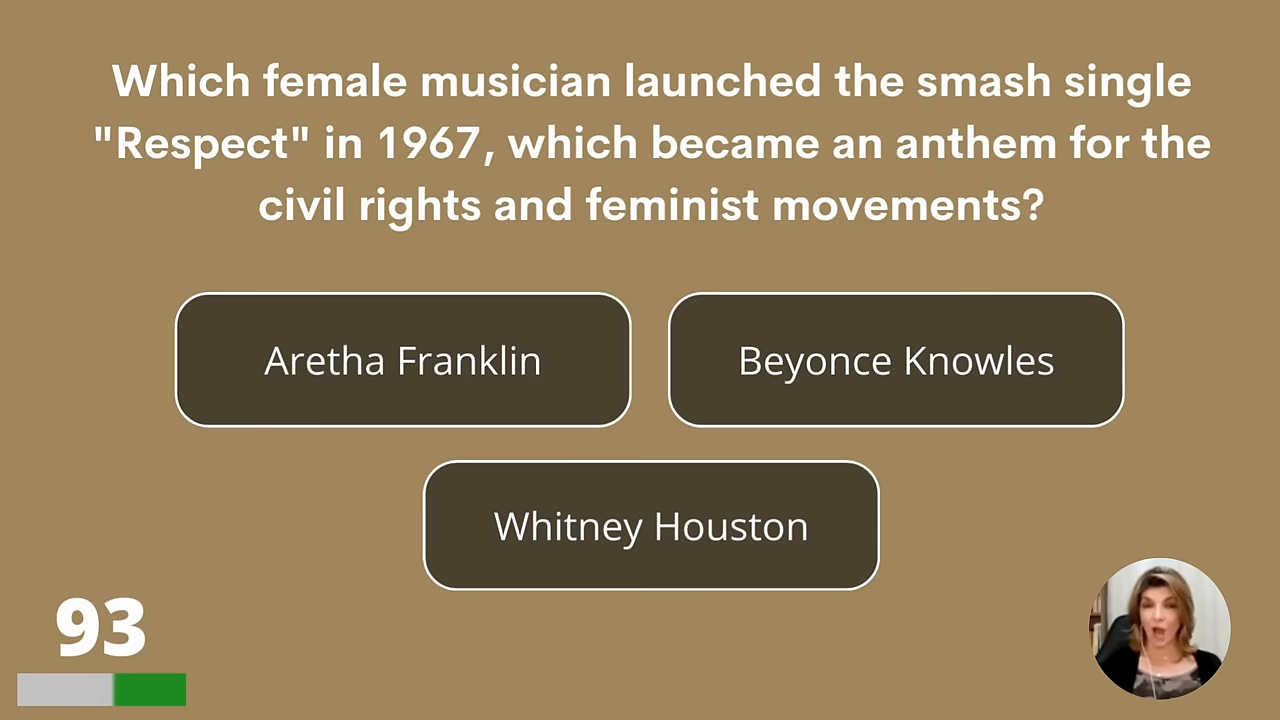 Which female musician launched the smash single
"Respect" in 1967, which became an anthem for the
civil rights and feminist movements?
Aretha Franklin
Beyonce Knowles
Whitney Houston
93